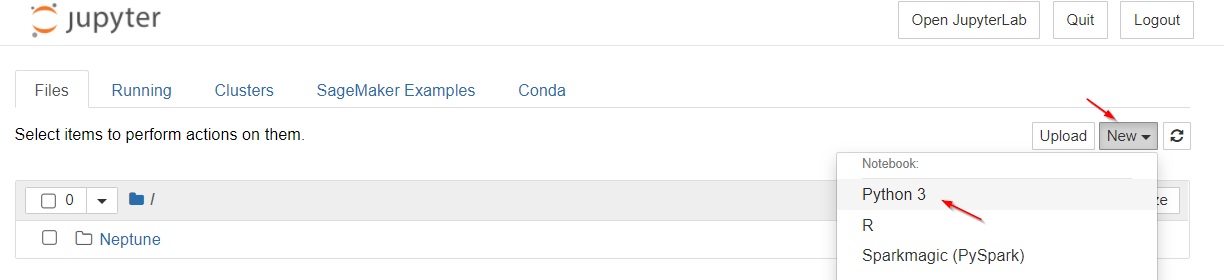 jupyter
Open JupyterLab Quit Logout
Files Running Clusters SageMaker Examples Conda
Select items to perform actions on them.
Upload New
Notebook:
0 /
Python 3
ze
R
Neptune
Sparkmagic (PySpark)